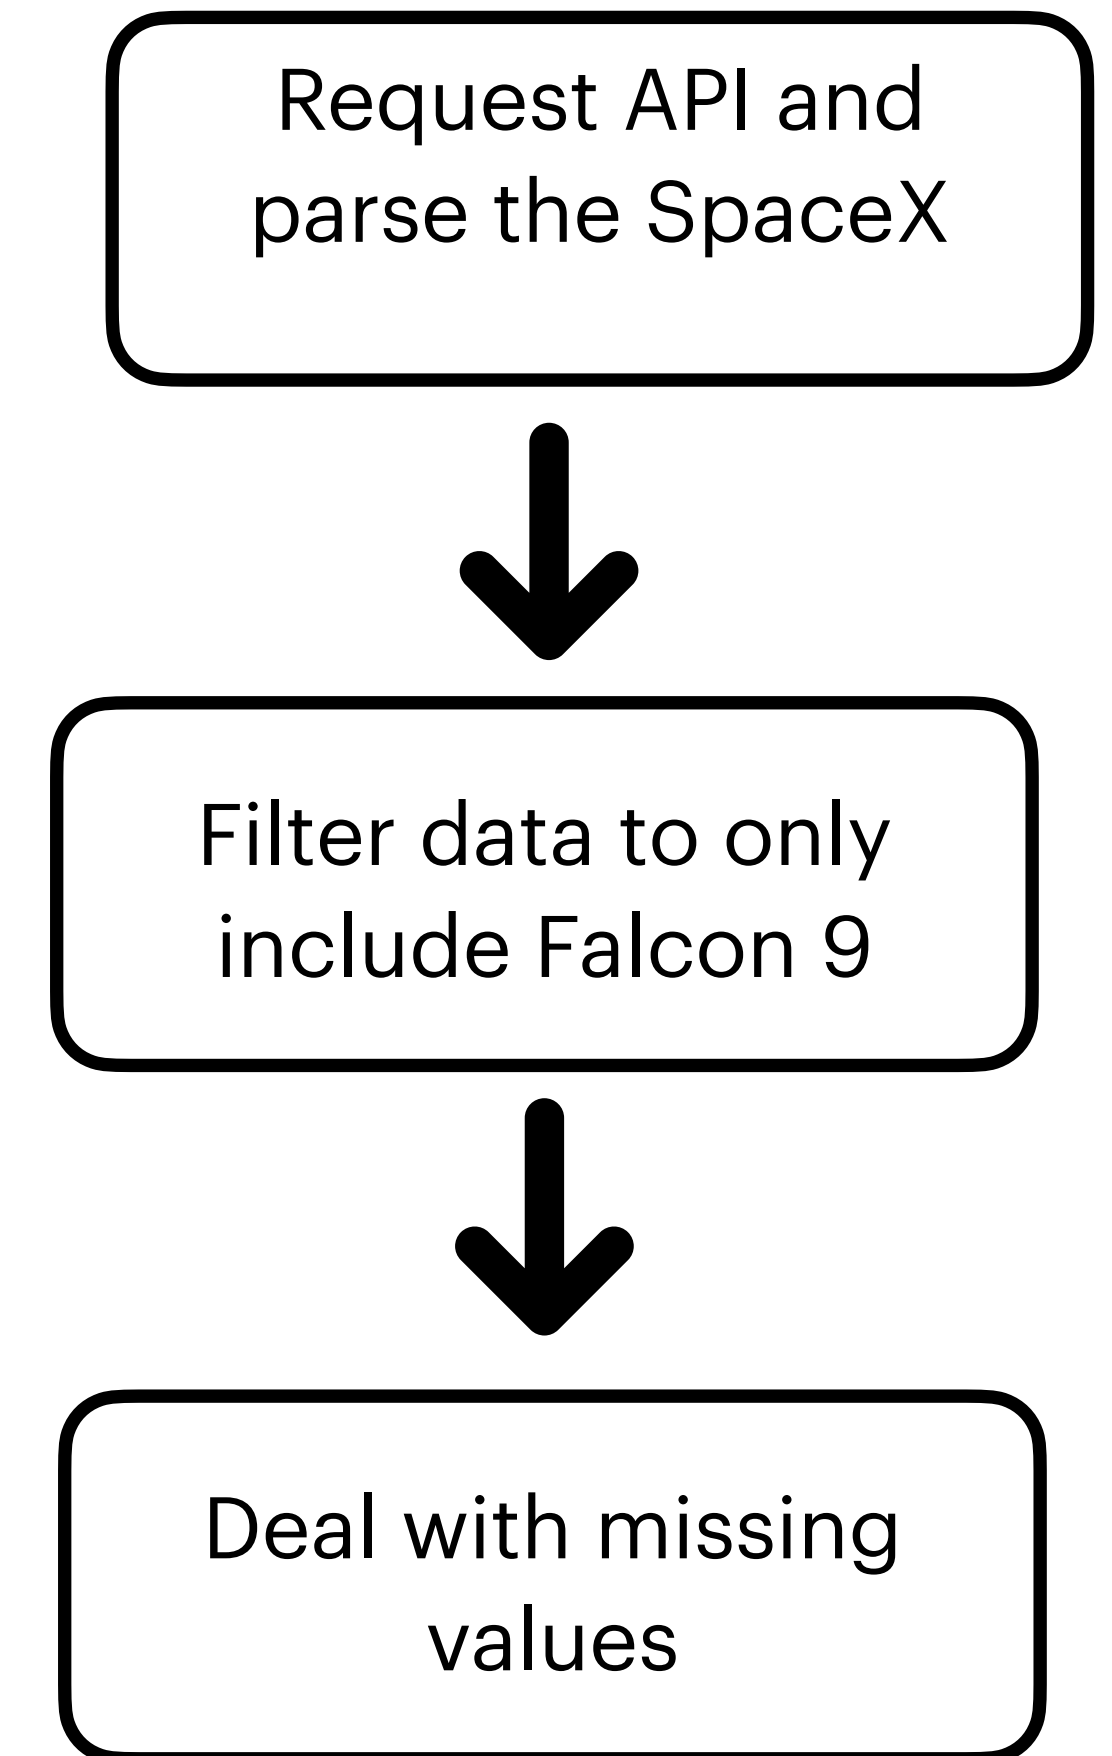 Request API and
parse the SpaceX
Filter data to only
include Falcon 9
Deal with missing
values